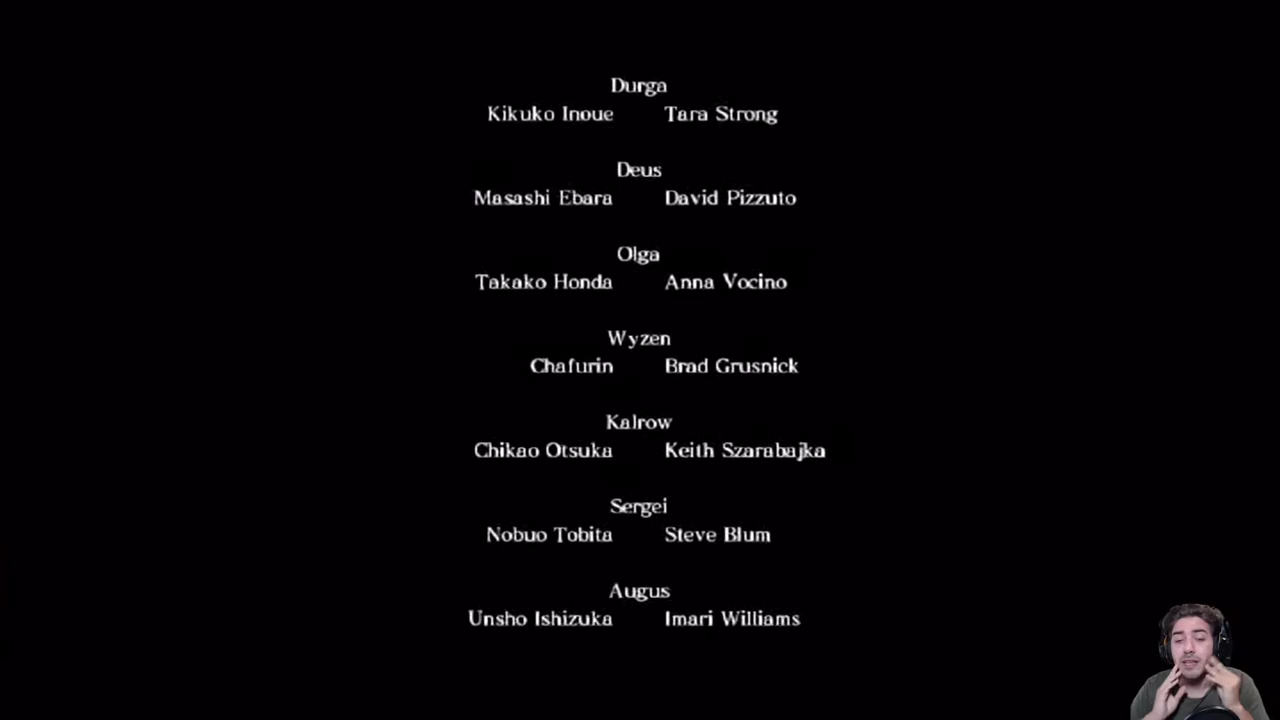 Durga
Kikuko Inoue Tara Strong
Deus
Masashi Ebara David Pizzuto
Olga
Takako Honda Anna Vocino
Wyzen
Chafurin Brad Grusnick
Kalrow
Chikao Otsuka Keith Szarabajka
Sergei
Nobuo Tobita Steve Blum
Augus
Unsho Ishizuka Imari Williams